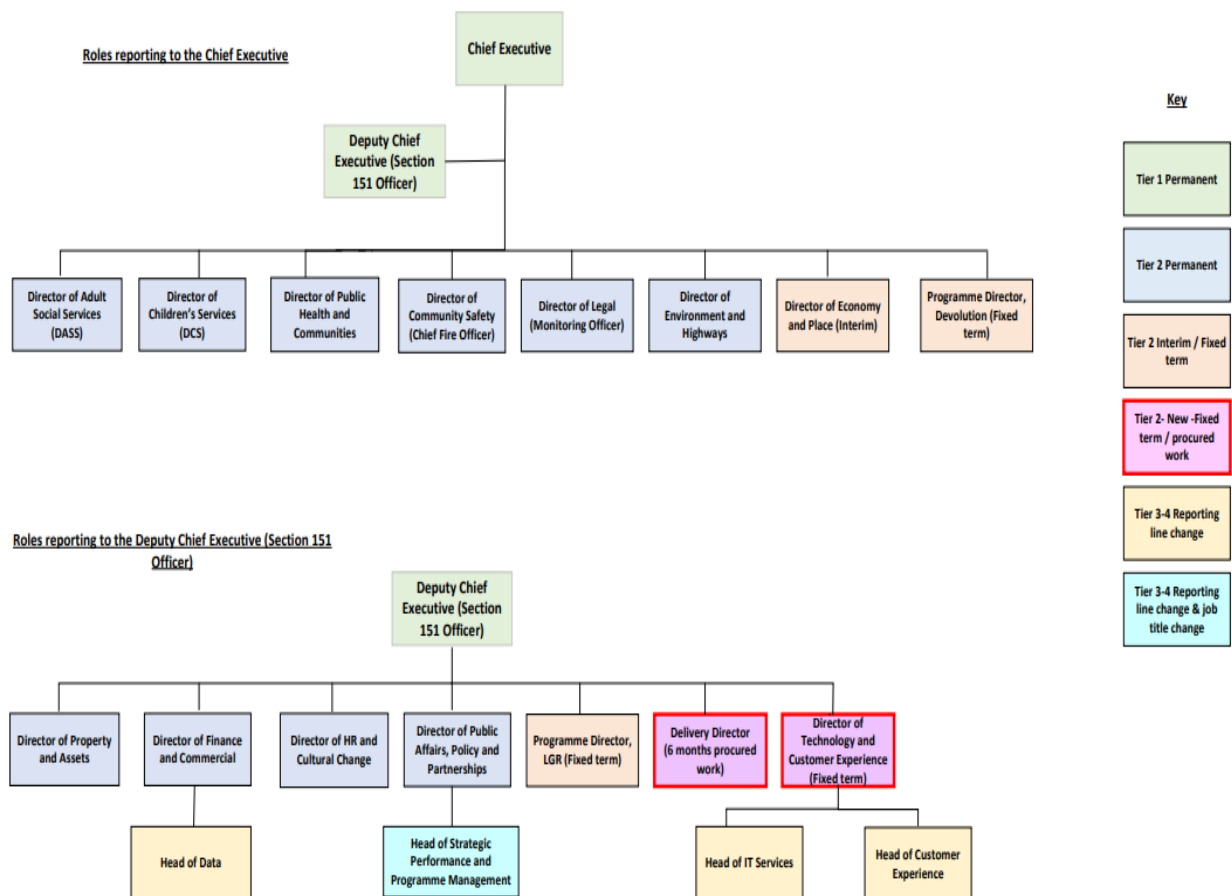 Roles reporting to the Chief Executive
Chief Executive
Deputy Chief
Executive (Section
151 Officer)
Director of Adult
Social Services
(DASS)
Director of
Children's Services
(DCS)
Director of Public
Health and
Communities
Director of
Community Safety
(Chief Fire Officer)
Director of Legal
(Monitoring Officer)
Director of
Environment and
Highways
Director of Economy
and Place (Interim)
Programme Director,
Devolution (Fixed
term)
Key
Tier 1 Permanent
Tier 2 Permanent
Tier 2 Interim / Fixed
term
Tier 2- New -Fixed
term / procured
work
Tier 3-4 Reporting
line change
Tier 3-4 Reporting
line change & job
title change
Roles reporting to the Deputy Chief Executive (Section 151
Officer)
Deputy Chief
Executive (Section
151 Officer)
Director of Property
and Assets
Director of Finance
and Commercial
Director of HR and
Cultural Change
Director of Public
Affairs, Policy and
Partnerships
Programme Director,
LGR (Fixed term)
Delivery Director
(6 months procured
work)
Director of
Technology and
Customer Experience
(Fixed term)
Head of Data
Head of Strategic
Performance and
Programme Management
Head of IT Services
Head of Customer
Experience